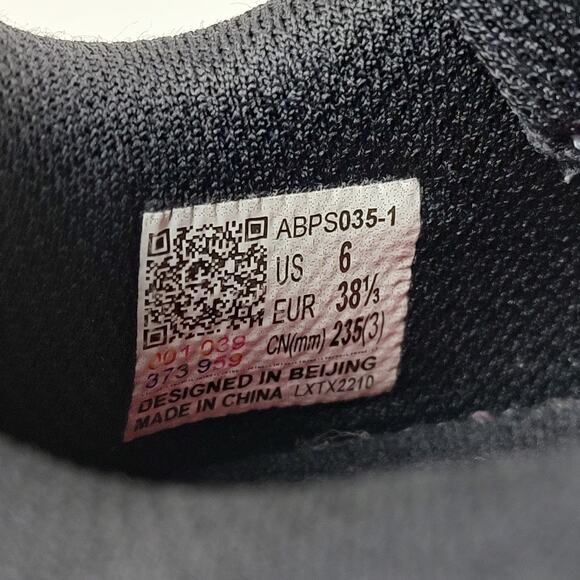 ABPS035-1
US 6
EUR 38⅓
CN(mm) 235(3)
001 039
373 959
DESIGNED IN BEIJING
MADE IN CHINA LXTX2210